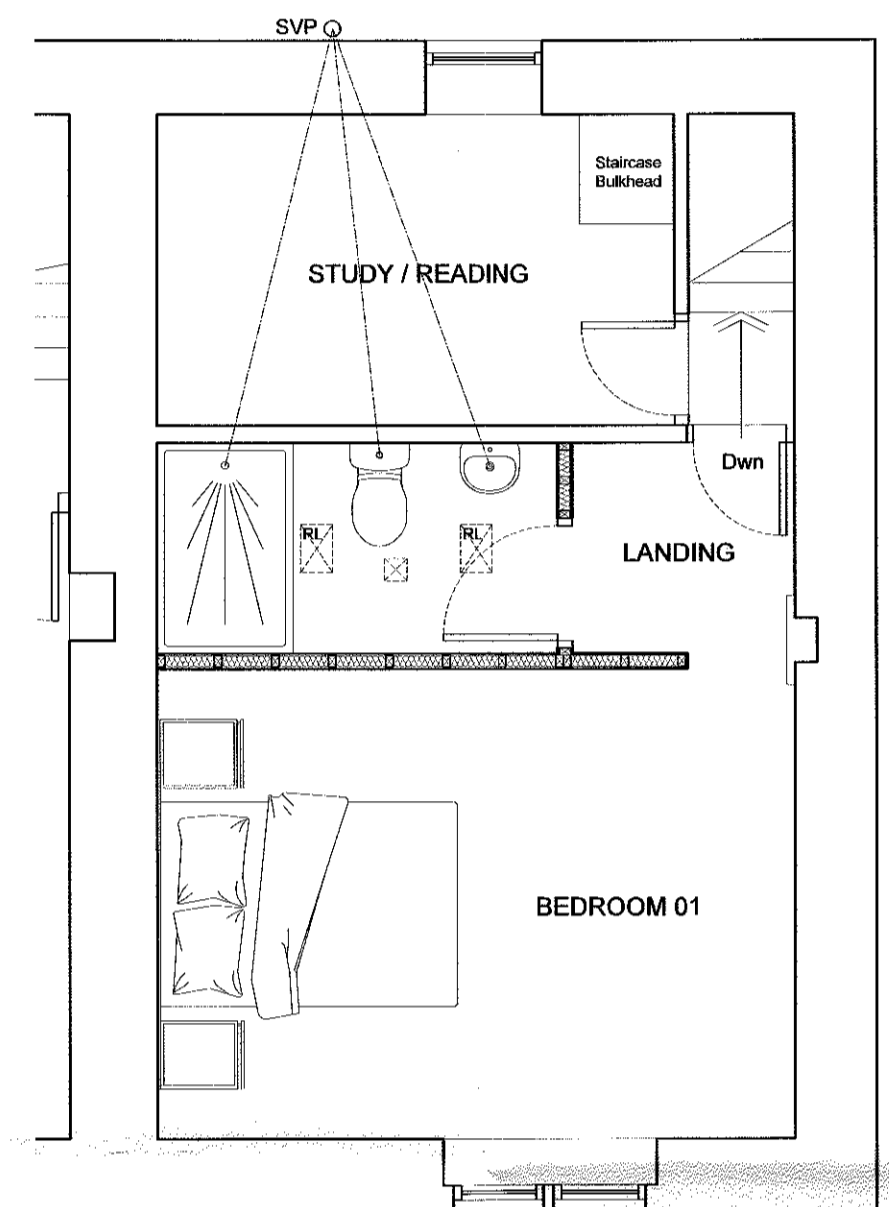 SVP
Staircase
Bulkhead
STUDY / READING
Dwn
RL
RL
LANDING
BEDROOM 01